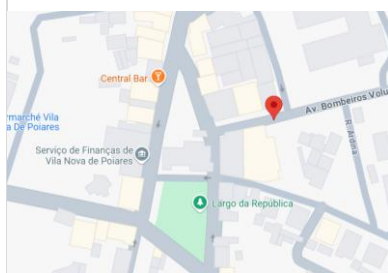 Central Bar
rmarché Vila
a De Poiares
Av. Bombeiros Volu
R. Arома
Serviço de Finanças de
Vila Nova de Poiares
Largo da República